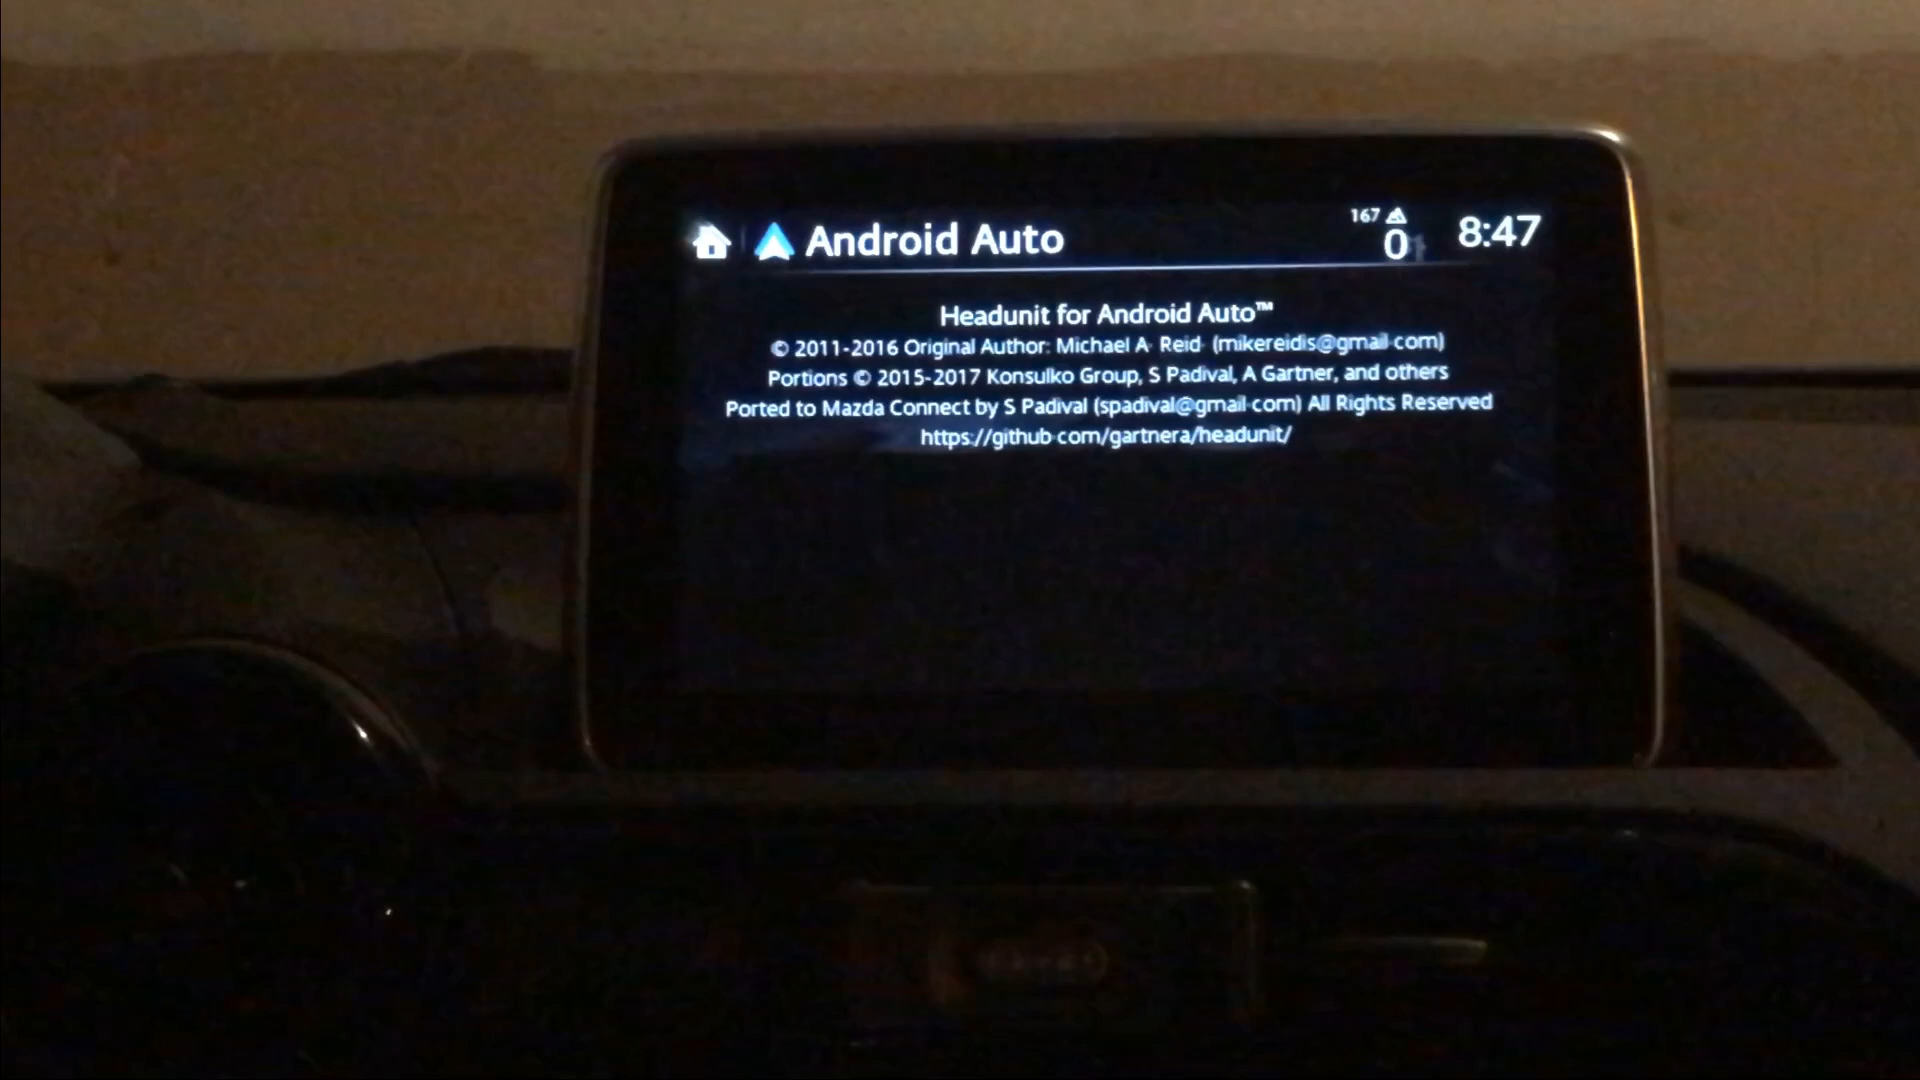 Android Auto
167
0
8:47
Headunit for Android Auto™
© 2011-2016 Original Author: Michael A Reid (mikereidis@gmail.com)
Portions © 2015-2017 Konsulko Group, S Padival, A Gartner, and others
Ported to Mazda Connect by S Padival (spadival@gmail.com) All Rights Reserved
https://github.com/gartnera/headunit/